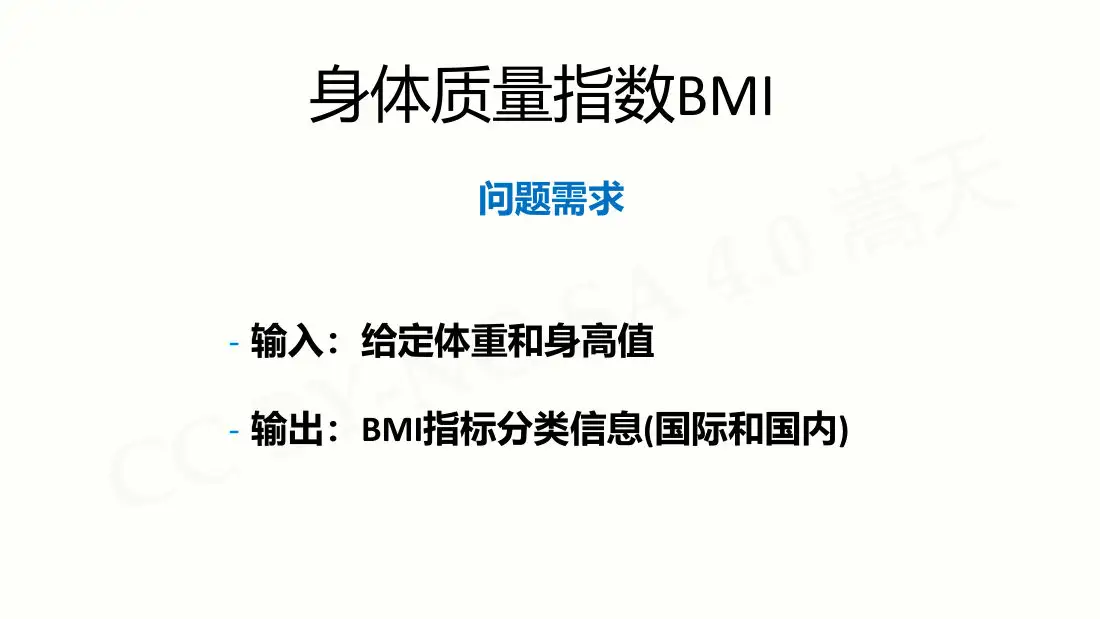 身体质量指数BMI
问题需求
- 输入：给定体重和身高值
- 输出：BMI指标分类信息(国际和国内)
CC BY-NC-SA 4.0 嵩天